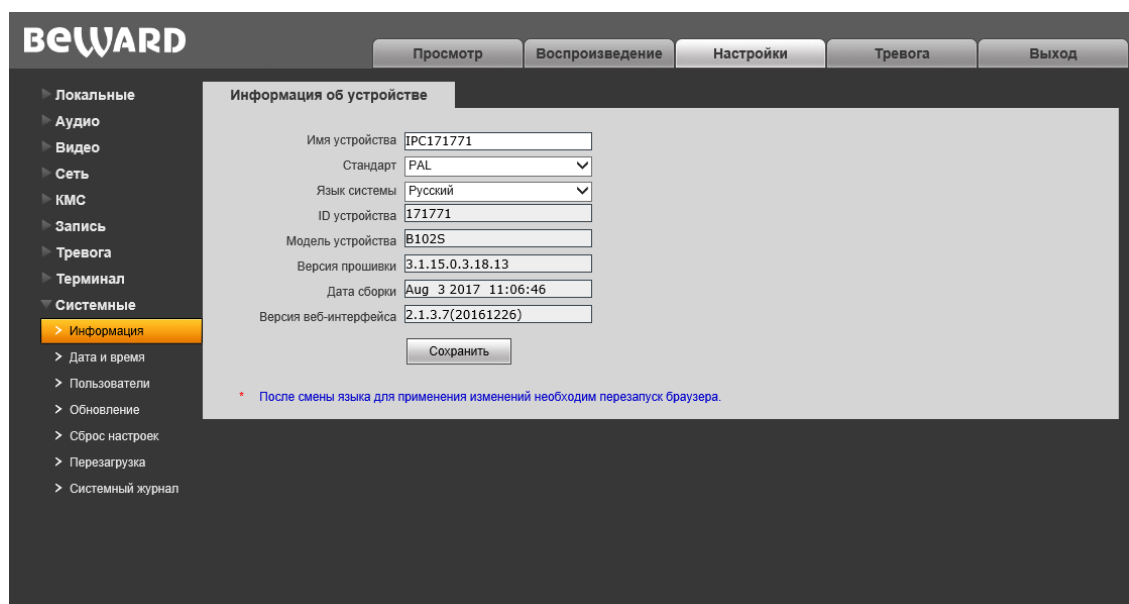 BEWARD
Просмотр Воспроизведение Настройки Тревога Выход
Локальные
Аудио
Видео
Сеть
КМС
Запись
Тревога
Терминал
Системные
> Информация
> Дата и время
> Пользователи
> Обновление
> Сброс настроек
> Перезагрузка
> Системный журнал
Информация об устройстве
Имя устройства IPC171771
Стандарт PAL
Язык системы Русский
ID устройства 171771
Модель устройства B102S
Версия прошивки 3.1.15.0.3.18.13
Дата сборки Aug 3 2017 11:06:46
Версия веб-интерфейса 2.1.3.7(20161226)
Сохранить
* После смены языка для применения изменений необходим перезапуск браузера.